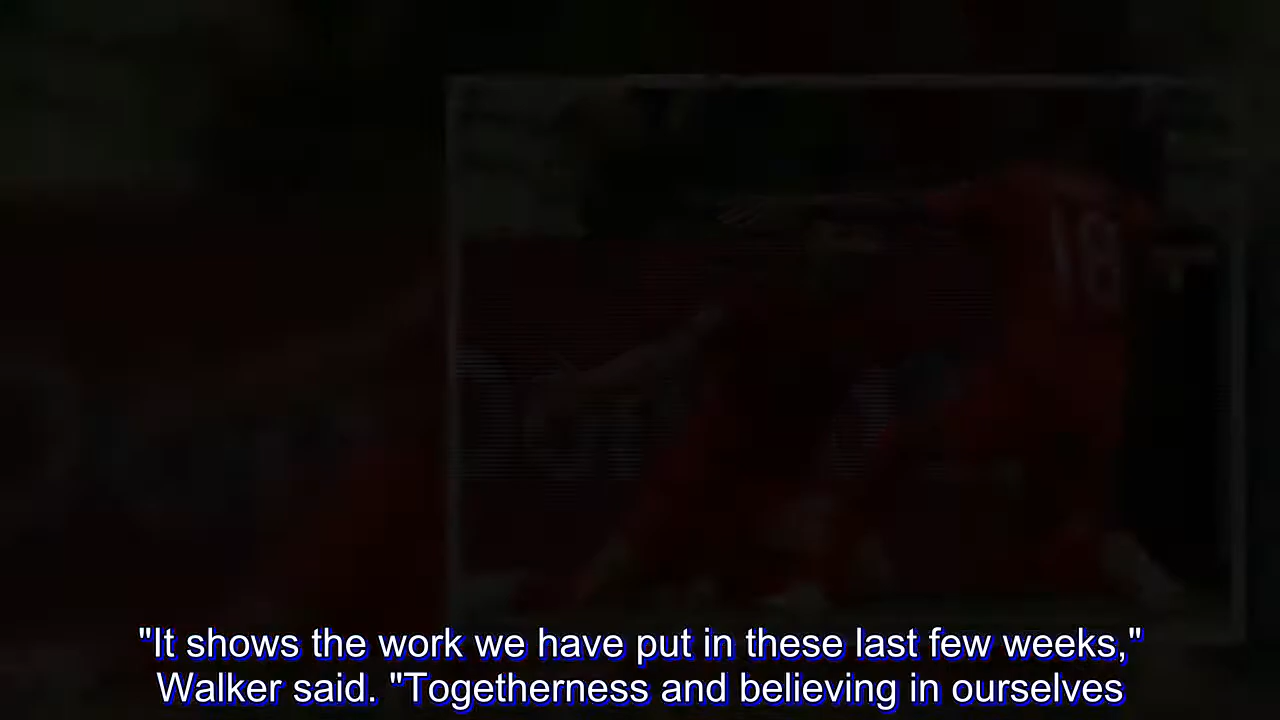 18
"It shows the work we have put in these last few weeks,"
Walker said. "Togetherness and believing in ourselves